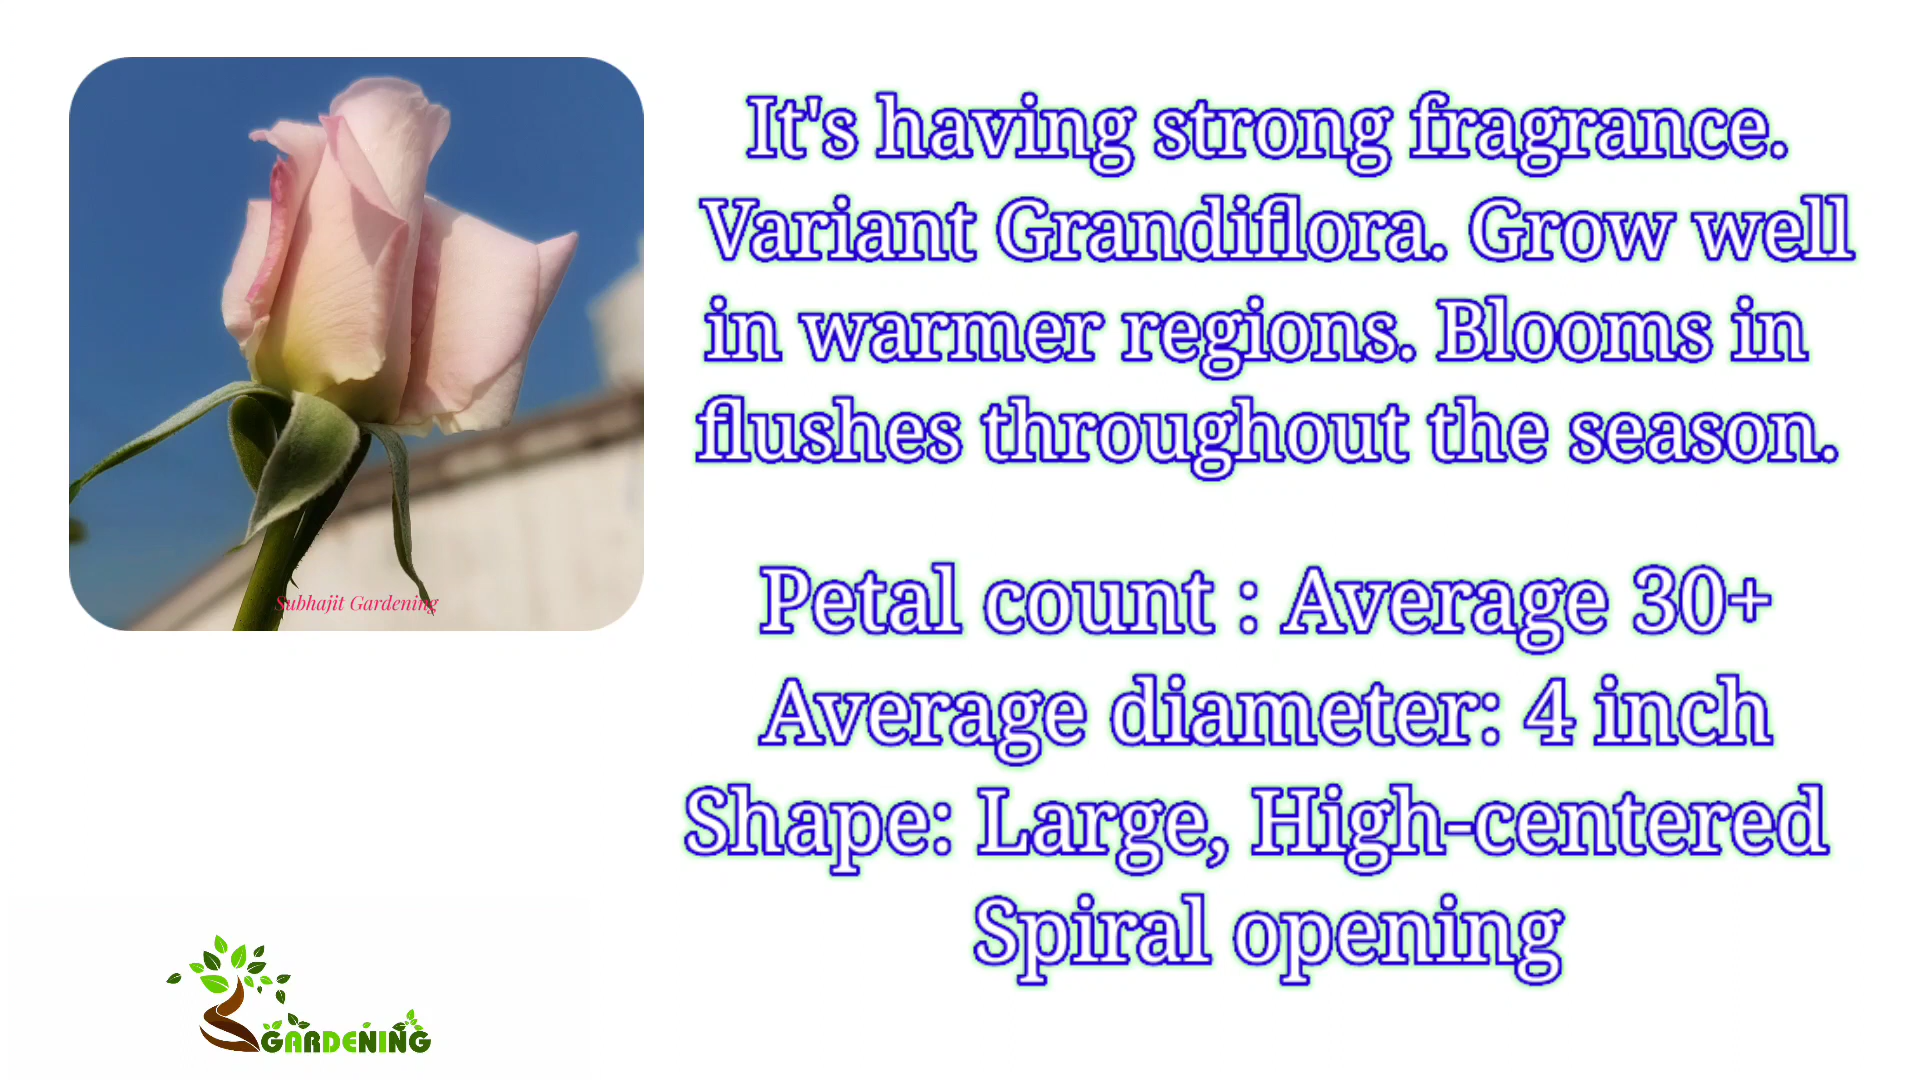 It's having strong fragrance.
Variant Grandiflora. Grow well
in warmer regions. Blooms in
flushes throughout the season.
Petal count : Average 30+
Average diameter: 4 inch
Shape: Large, High-centered
Spiral opening
Subhajit Gardening
GARDENING